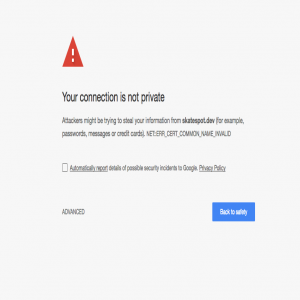 Your connection is not private
Attackers might be trying to steal your information from skatespot.dev (for example,
passwords, messages or credit cards). NET::ERR_CERT_COMMON_NAME_INVALID
Automatically report details of possible security incidents to Google. Privacy Policy
ADVANCED
Back to safety